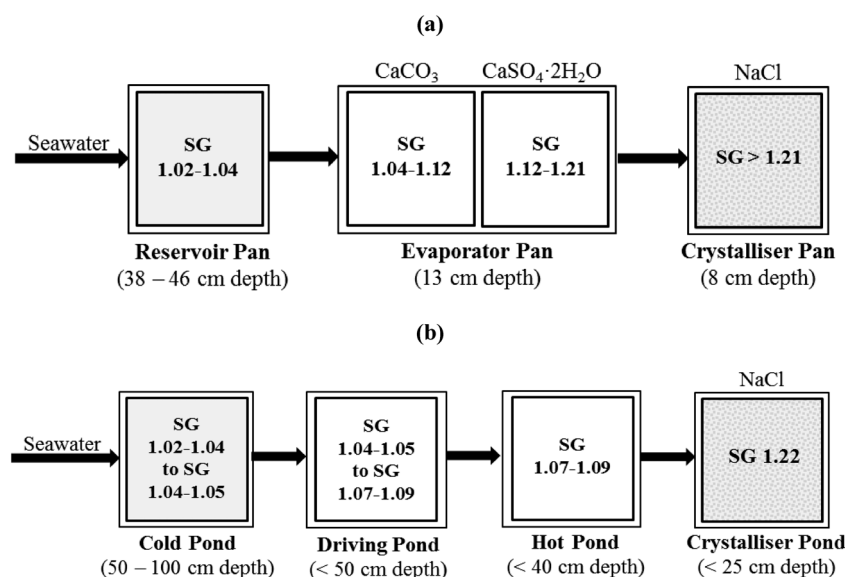 (a)
CaCO₃ CaSO₄·2H₂O NaCl
Seawater
SG
1.02-1.04
SG
1.04-1.12
SG
1.12-1.21
SG > 1.21
Reservoir Pan
(38 – 46 cm depth)
Evaporator Pan
(13 cm depth)
Crystalliser Pan
(8 cm depth)
(b)
NaCl
Seawater
SG
1.02-1.04
to SG
1.04-1.05
SG
1.04-1.05
to SG
1.07-1.09
SG
1.07-1.09
SG 1.22
Cold Pond
(50 – 100 cm depth)
Driving Pond
(< 50 cm depth)
Hot Pond
(< 40 cm depth)
Crystalliser Pond
(< 25 cm depth)